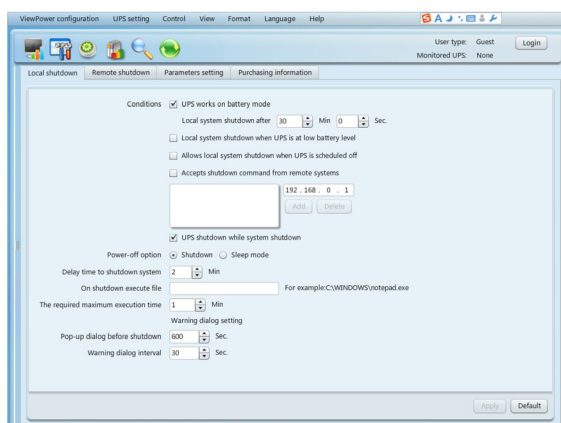 ViewPower configuration UPS setting Control View Format Language Help
User type: Guest Login
Monitored UPS: None
Local shutdown Remote shutdown Parameters setting Purchasing information
Conditions UPS works on battery mode
Local system shutdown after 30 Min 0 Sec.
Local system shutdown when UPS is at low battery level
Allows local system shutdown when UPS is scheduled off
Accepts shutdown command from remote systems
192 . 168 . 0 . 1
Add Delete
UPS shutdown while system shutdown
Power-off option Shutdown Sleep mode
Delay time to shutdown system 2 Min
On shutdown execute file For example:C:\WINDOWS\notepad.exe
The required maximum execution time 1 Min
Warning dialog setting
Pop-up dialog before shutdown 600 Sec.
Warning dialog interval 30 Sec.
Apply Default